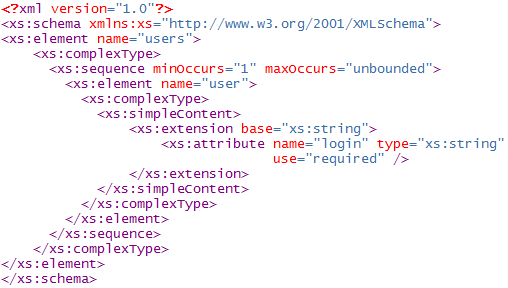 <?xml version="1.0"?>
<xs:schema xmlns:xs="http://www.w3.org/2001/XMLSchema">
<xs:element name="users">
    <xs:complexType>
      <xs:sequence minOccurs="1" maxOccurs="unbounded">
        <xs:element name="user">
          <xs:complexType>
            <xs:simpleContent>
                <xs:extension base="xs:string">
                    <xs:attribute name="login" type="xs:string"
                                  use="required" />
                </xs:extension>
            </xs:simpleContent>
          </xs:complexType>
        </xs:element>
      </xs:sequence>
    </xs:complexType>
</xs:element>
</xs:schema>